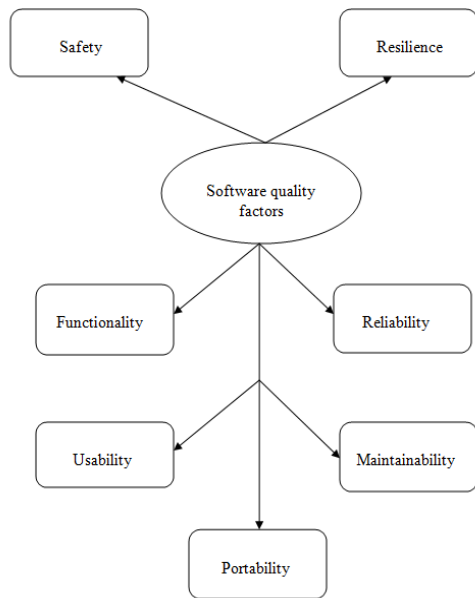 Safety
Resilience
Software quality
factors
Functionality
Reliability
Usability
Maintainability
Portability